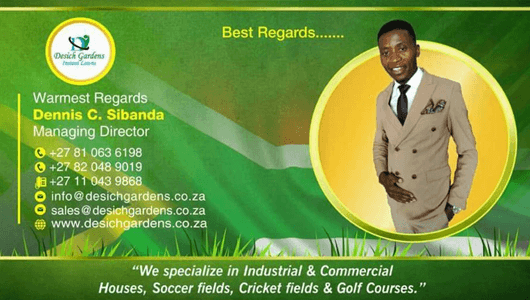 Desich Gardens
Instant Lawns
Best Regards.......
Warmest Regards
Dennis C. Sibanda
Managing Director
+27 81 063 6198
+27 82 048 9019
+27 11 043 9868
info@desichgardens.co.za
sales@desichgardens.co.za
www.desichgardens.co.za
“We specialize in Industrial & Commercial
Houses, Soccer fields, Cricket fields & Golf Courses.”